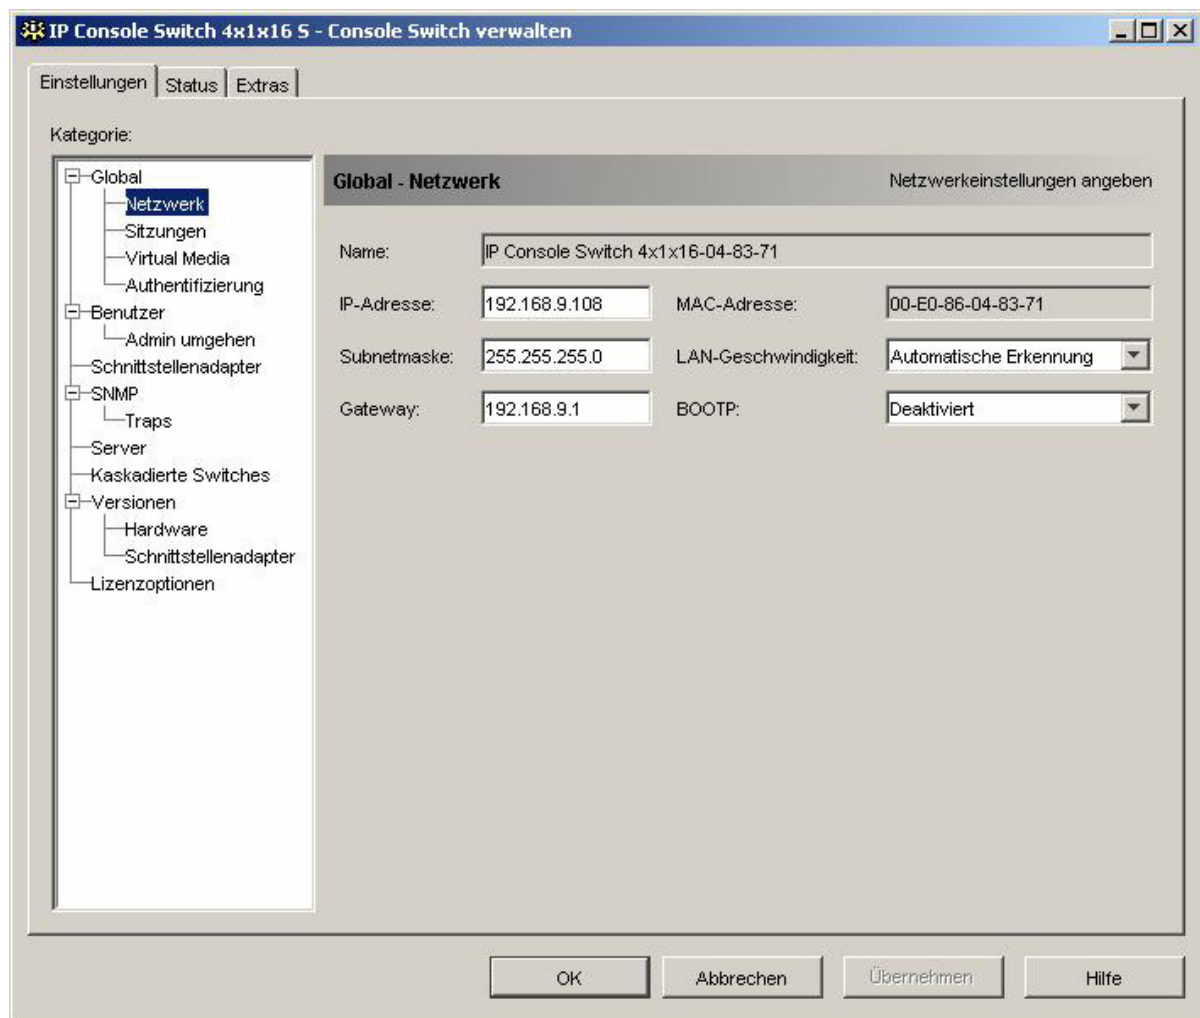 IP Console Switch 4x1x16 S - Console Switch verwalten
Einstellungen Status Extras
Kategorie:
Global
Netzwerk
Sitzungen
Virtual Media
Authentifizierung
Benutzer
Admin umgehen
Schnittstellenadapter
SNMP
Traps
Server
Kaskadierte Switches
Versionen
Hardware
Schnittstellenadapter
Lizenzoptionen
Global - Netzwerk Netzwerkeinstellungen angeben
Name: IP Console Switch 4x1x16-04-83-71
IP-Adresse: 192.168.9.108 MAC-Adresse: 00-E0-86-04-83-71
Subnetmaske: 255.255.255.0 LAN-Geschwindigkeit: Automatische Erkennung
Gateway: 192.168.9.1 BOOTP: Deaktiviert
OK Abbrechen Übernehmen Hilfe